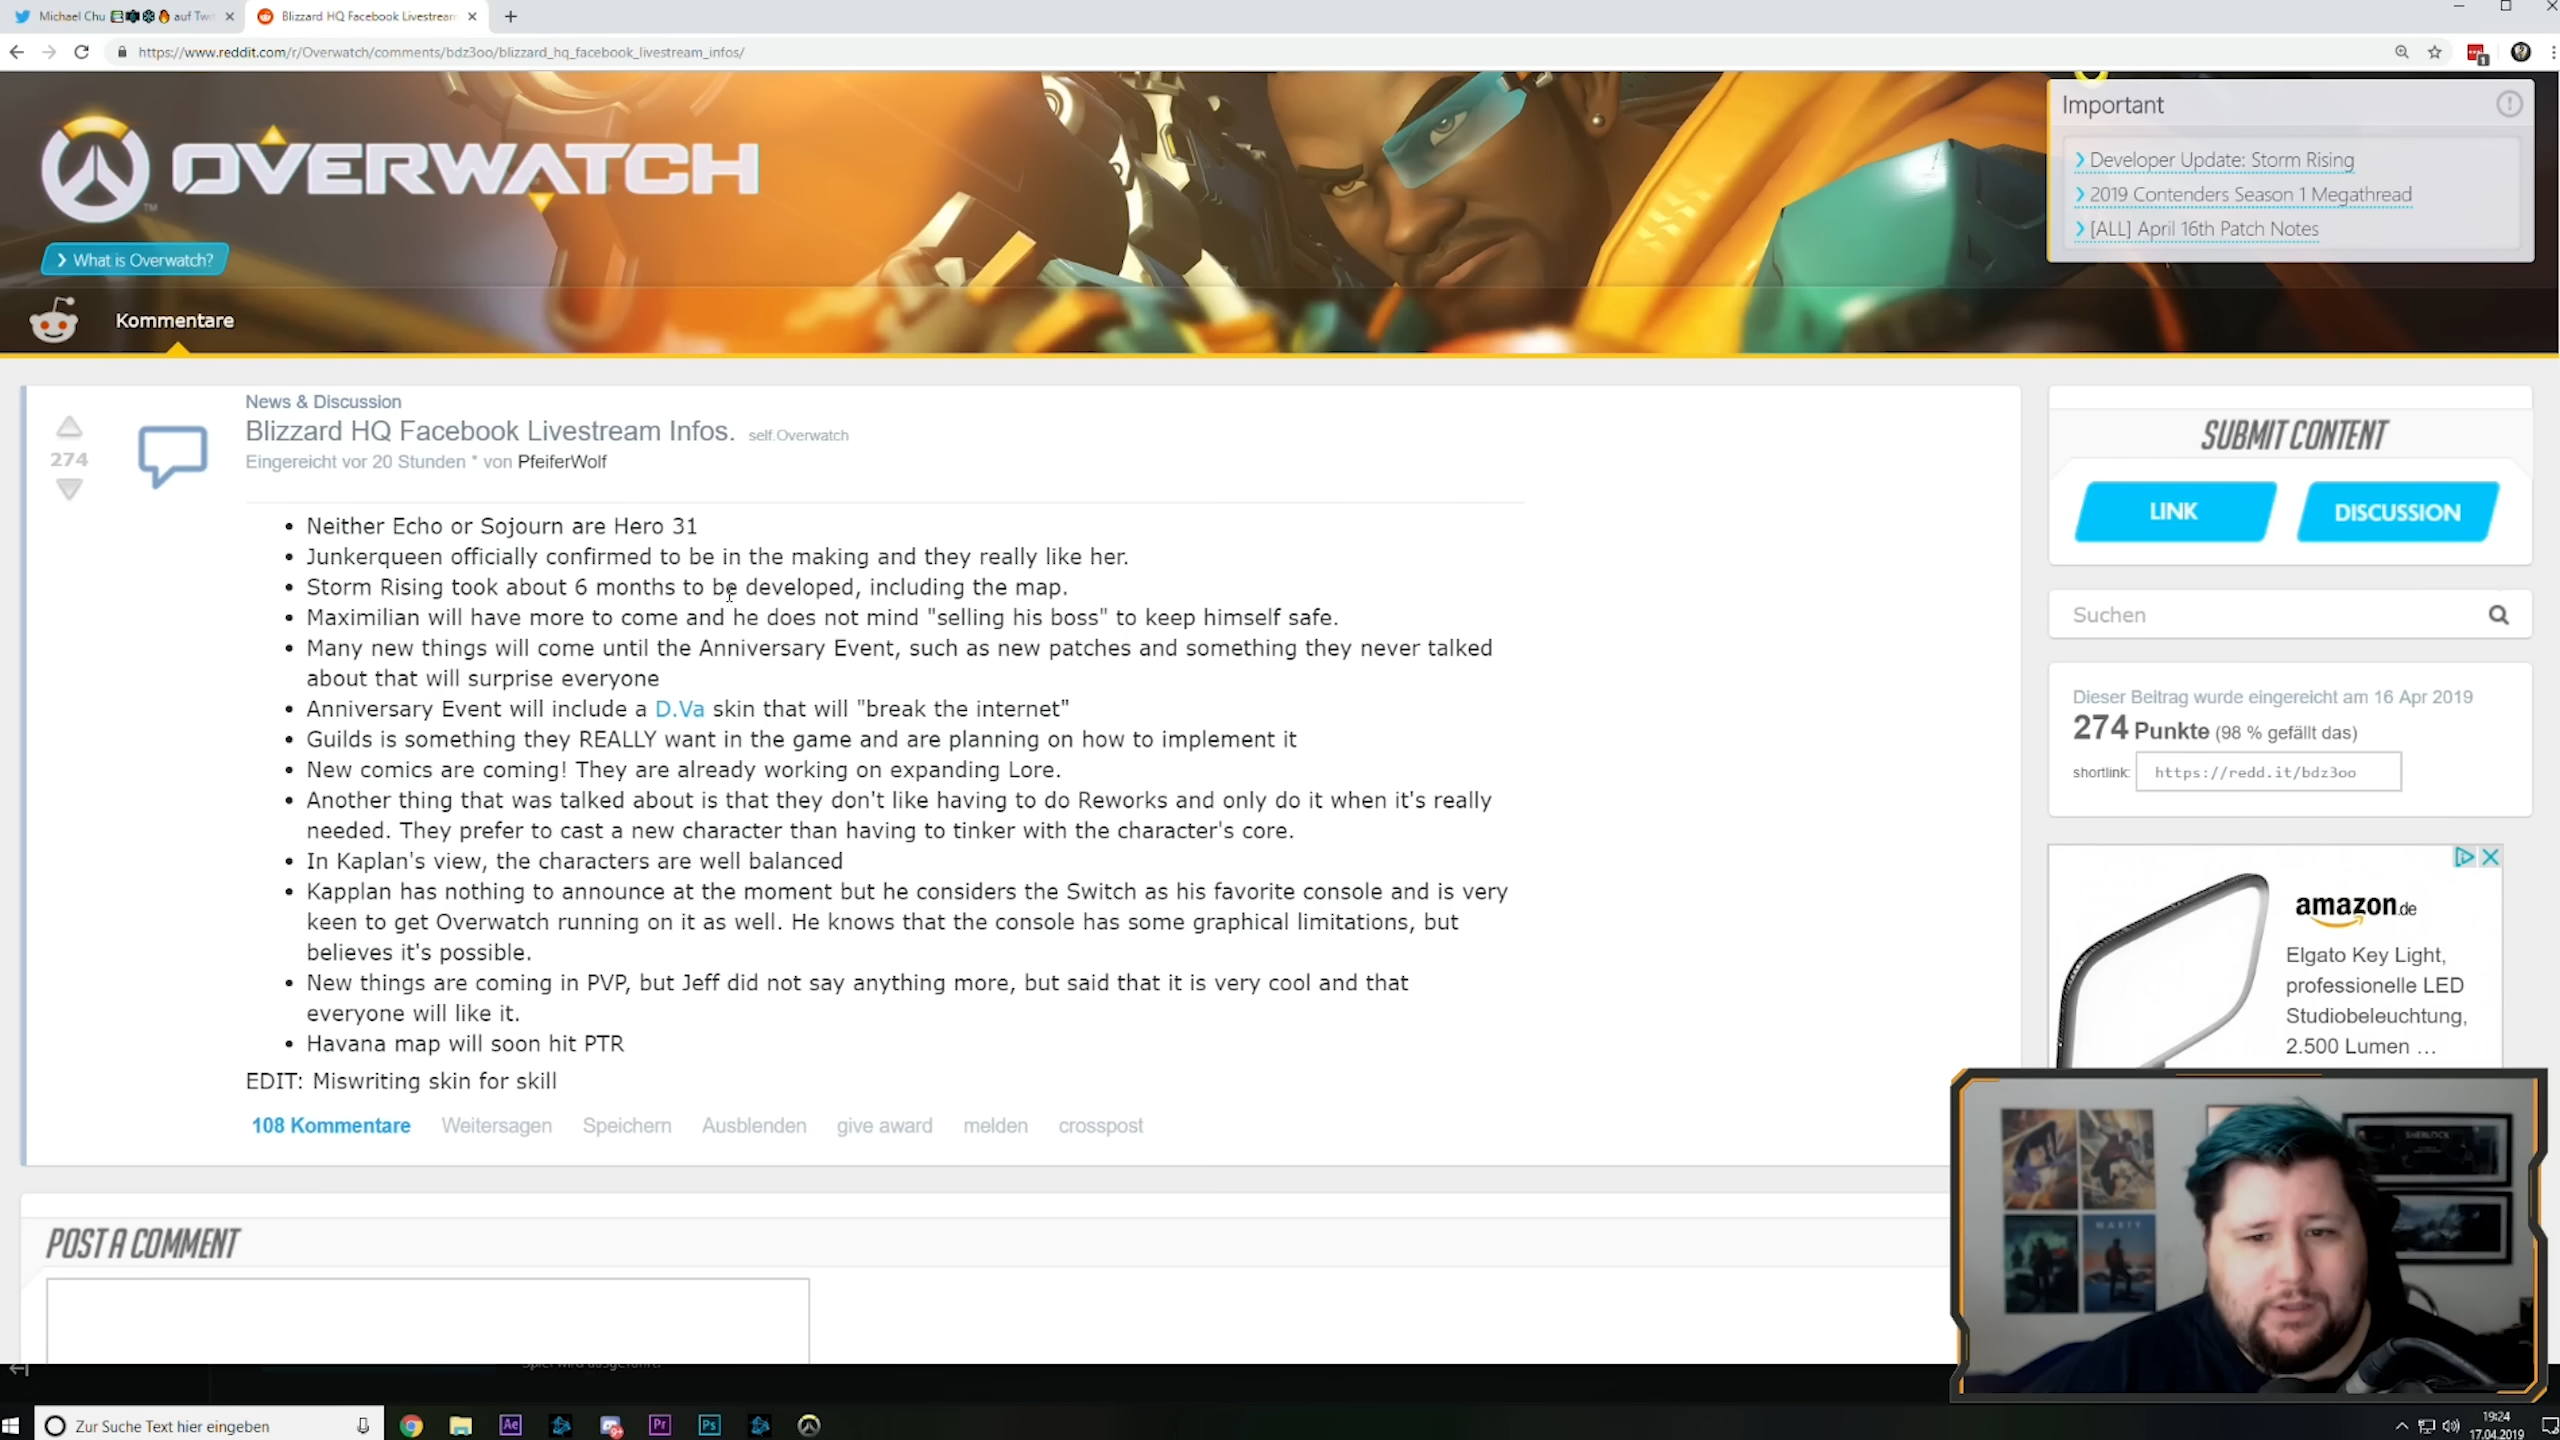 Michael Chu
auf Twi
Blizzard HQ Facebook Livestream
https://www.reddit.com/r/Overwatch/comments/bdz3oo/blizzard_hq_facebook_livestream_infos/
OVERWATCH
TM
What is Overwatch?
Kommentare
Important
Developer Update: Storm Rising
2019 Contenders Season 1 Megathread
[ALL] April 16th Patch Notes
274
News & Discussion
Blizzard HQ Facebook Livestream Infos. self.Overwatch
Eingereicht vor 20 Stunden * von PfeiferWolf
• Neither Echo or Sojourn are Hero 31
• Junkerqueen officially confirmed to be in the making and they really like her.
• Storm Rising took about 6 months to be developed, including the map.
• Maximilian will have more to come and he does not mind "selling his boss" to keep himself safe.
• Many new things will come until the Anniversary Event, such as new patches and something they never talked
about that will surprise everyone
• Anniversary Event will include a D.Va skin that will "break the internet"
• Guilds is something they REALLY want in the game and are planning on how to implement it
• New comics are coming! They are already working on expanding Lore.
• Another thing that was talked about is that they don't like having to do Reworks and only do it when it's really
needed. They prefer to cast a new character than having to tinker with the character's core.
• In Kaplan's view, the characters are well balanced
• Kapplan has nothing to announce at the moment but he considers the Switch as his favorite console and is very
keen to get Overwatch running on it as well. He knows that the console has some graphical limitations, but
believes it's possible.
• New things are coming in PVP, but Jeff did not say anything more, but said that it is very cool and that
everyone will like it.
• Havana map will soon hit PTR
EDIT: Miswriting skin for skill
108 Kommentare Weitersagen Speichern Ausblenden give award melden crosspost
POST A COMMENT
SUBMIT CONTENT
LINK
DISCUSSION
Suchen
Dieser Beitrag wurde eingereicht am 16 Apr 2019
274 Punkte (98 % gefällt das)
shortlink: https://redd.it/bdz3oo
amazon.de
Elgato Key Light,
professionelle LED
Studiobeleuchtung,
2.500 Lumen ...
SHERLOCK
Zur Suche Text hier eingeben
Ae
Pr
Ps
19:24
17.04.2019